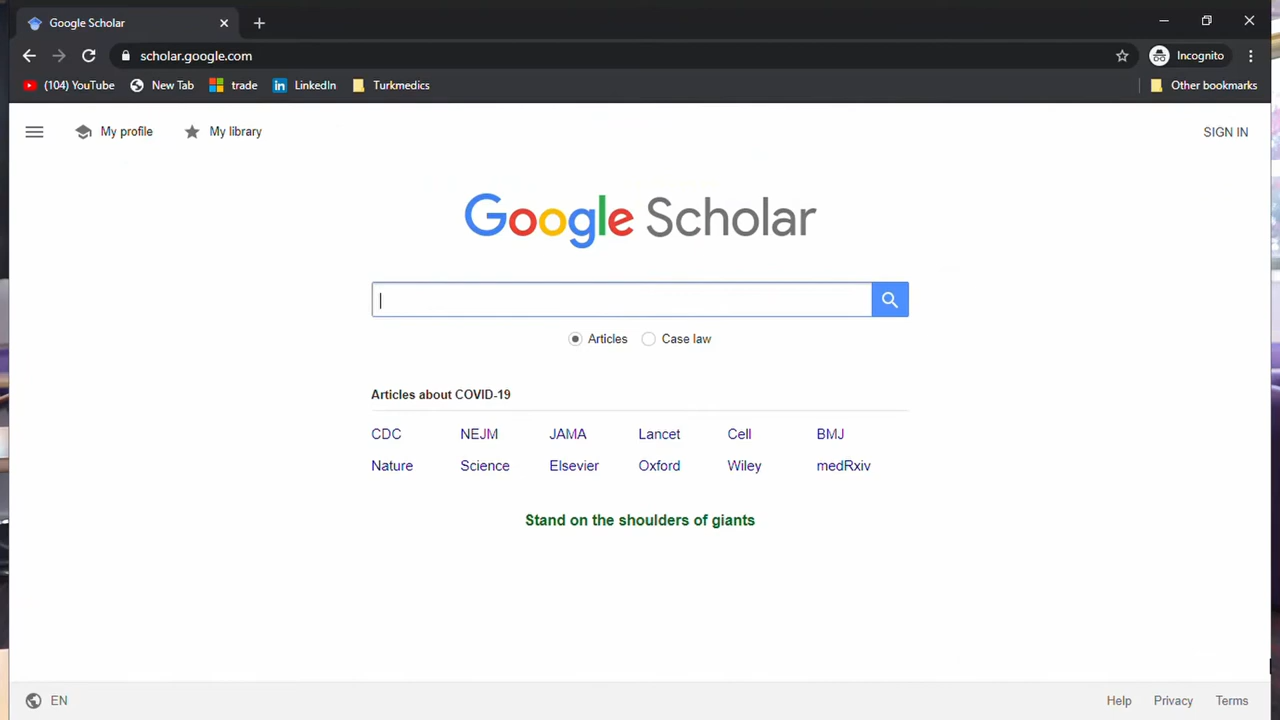 Google Scholar
scholar.google.com
Incognito
(104) YouTube New Tab trade LinkedIn Turkmedics Other bookmarks
My profile My library SIGN IN
Google Scholar
Articles Case law
Articles about COVID-19
CDC NEJM JAMA Lancet Cell BMJ
Nature Science Elsevier Oxford Wiley medRxiv
Stand on the shoulders of giants
EN Help Privacy Terms